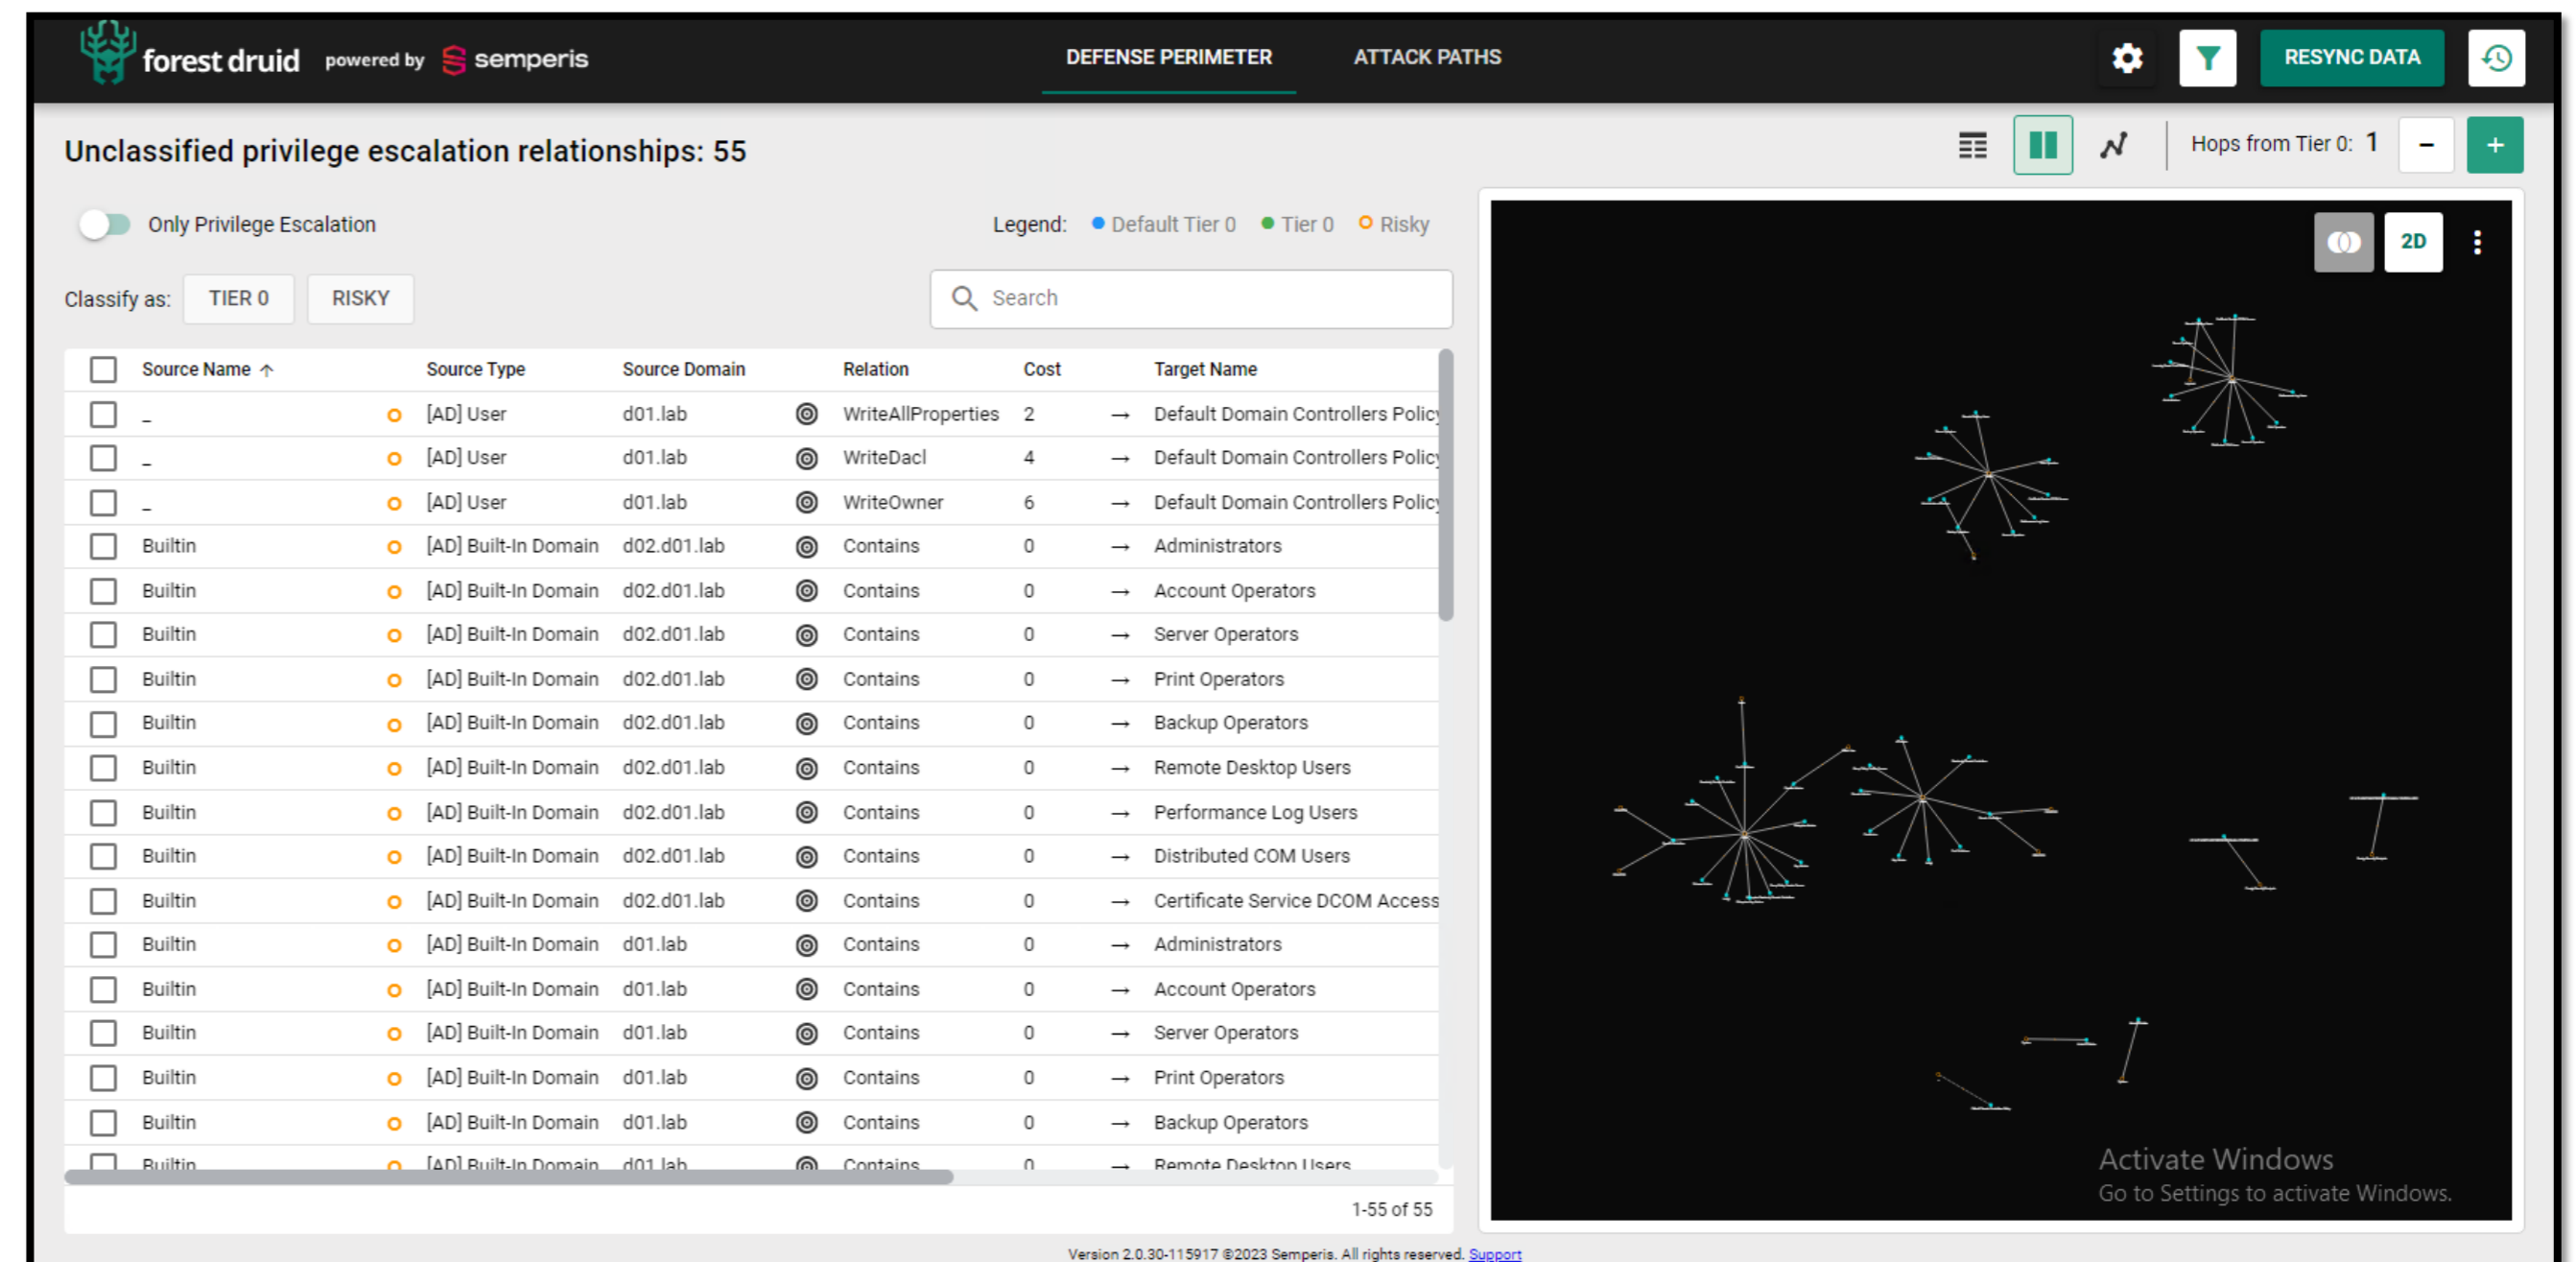 forest druid powered by semperis DEFENSE PERIMETER ATTACK PATHS RESYNC DATA
Unclassified privilege escalation relationships: 55 Hops from Tier 0: 1 - +
Only Privilege Escalation Legend: Default Tier 0 Tier 0 Risky 2D
Classify as: TIER 0 RISKY Search
Source Name ↑ Source Type Source Domain Relation Cost Target Name
_ [AD] User d01.lab WriteAllProperties 2 → Default Domain Controllers Policy
_ [AD] User d01.lab WriteDacl 4 → Default Domain Controllers Policy
_ [AD] User d01.lab WriteOwner 6 → Default Domain Controllers Policy
Builtin [AD] Built-In Domain d02.d01.lab Contains 0 → Administrators
Builtin [AD] Built-In Domain d02.d01.lab Contains 0 → Account Operators
Builtin [AD] Built-In Domain d02.d01.lab Contains 0 → Server Operators
Builtin [AD] Built-In Domain d02.d01.lab Contains 0 → Print Operators
Builtin [AD] Built-In Domain d02.d01.lab Contains 0 → Backup Operators
Builtin [AD] Built-In Domain d02.d01.lab Contains 0 → Remote Desktop Users
Builtin [AD] Built-In Domain d02.d01.lab Contains 0 → Performance Log Users
Builtin [AD] Built-In Domain d02.d01.lab Contains 0 → Distributed COM Users
Builtin [AD] Built-In Domain d02.d01.lab Contains 0 → Certificate Service DCOM Access
Builtin [AD] Built-In Domain d01.lab Contains 0 → Administrators
Builtin [AD] Built-In Domain d01.lab Contains 0 → Account Operators
Builtin [AD] Built-In Domain d01.lab Contains 0 → Server Operators
Builtin [AD] Built-In Domain d01.lab Contains 0 → Print Operators
Builtin [AD] Built-In Domain d01.lab Contains 0 → Backup Operators
Builtin [AD] Built-In Domain d01.lab Contains 0 → Remote Desktop Users
1-55 of 55
Activate Windows
Go to Settings to activate Windows.
Version 2.0.30-115917 ©2023 Semperis. All rights reserved. Support